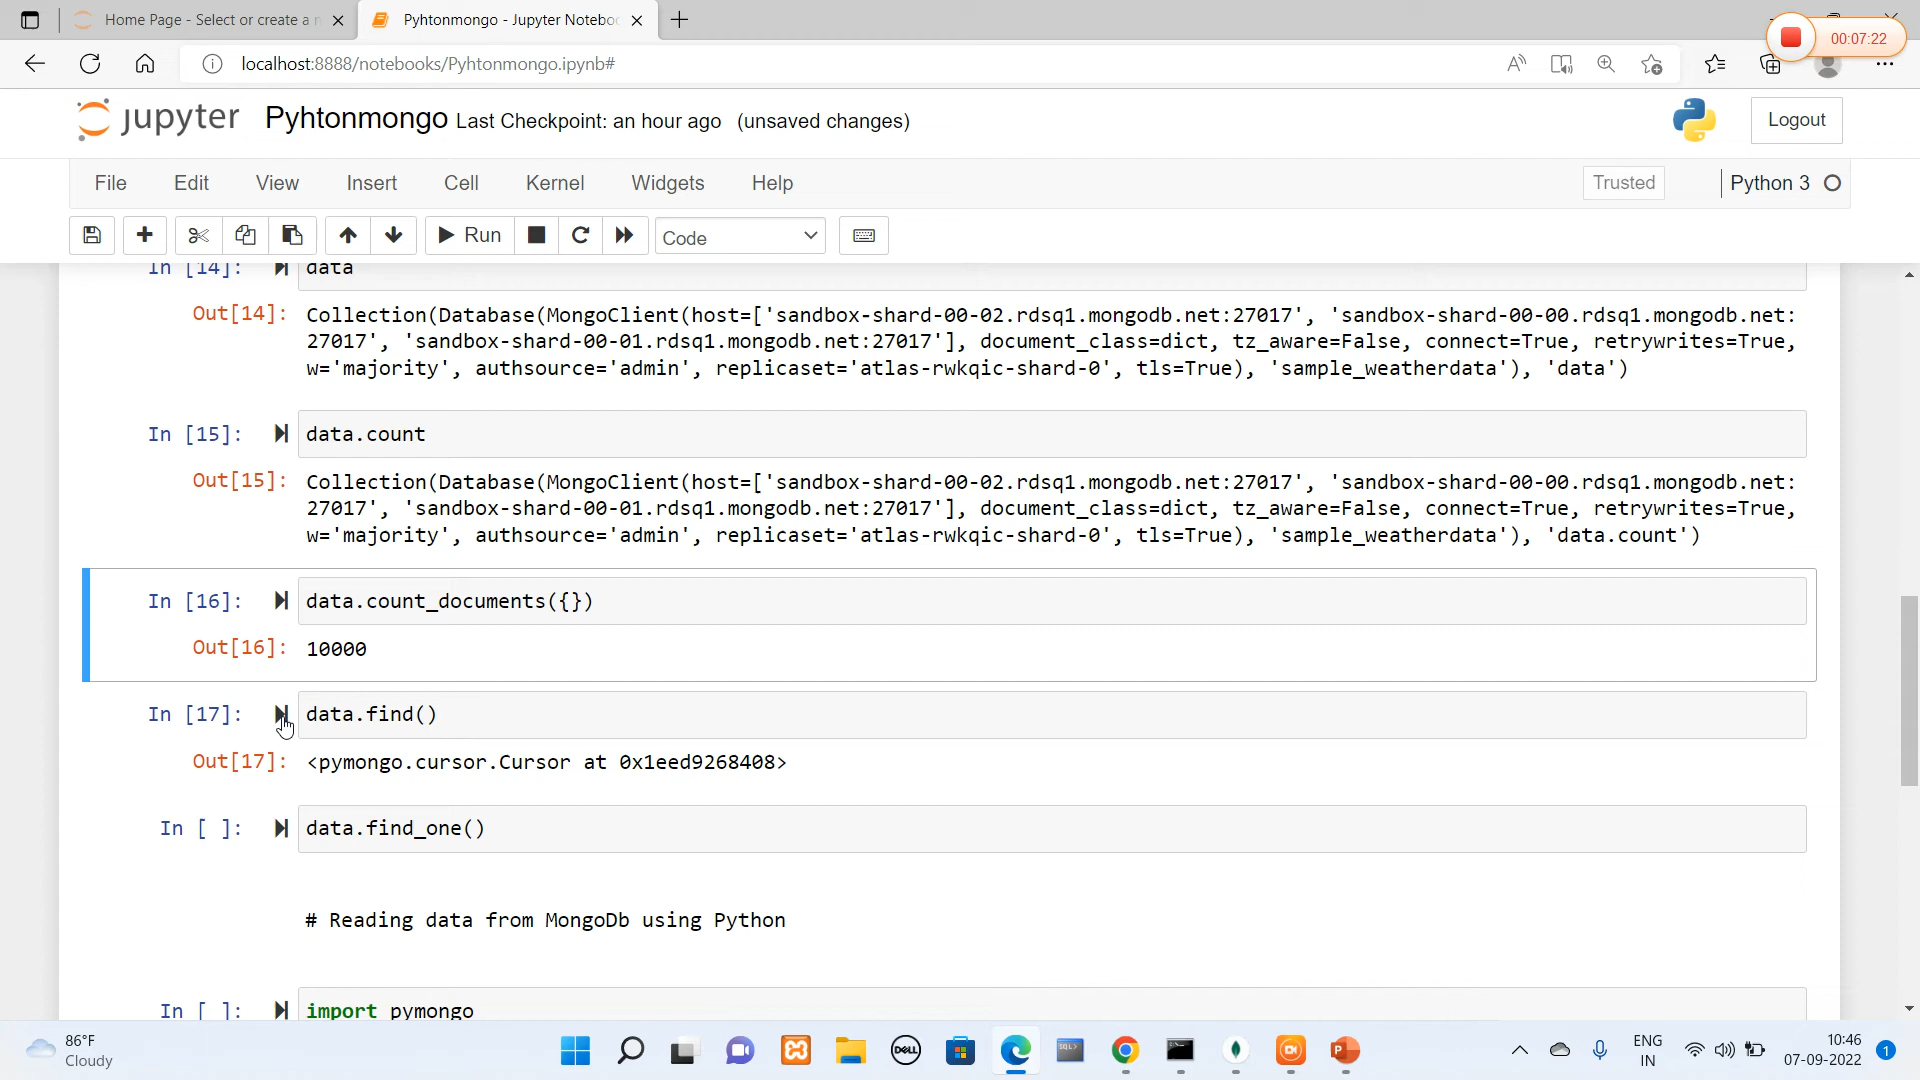 Home Page - Select or create a n
Pyhtonmongo - Jupyter Notebo
00:07:22
localhost:8888/notebooks/Pyhtonmongo.ipynb#
jupyter Pyhtonmongo Last Checkpoint: an hour ago (unsaved changes)
Logout
File Edit View Insert Cell Kernel Widgets Help
Trusted
Python 3
Run
Code
In [14]: data
Out[14]: Collection(Database(MongoClient(host=['sandbox-shard-00-02.rdsq1.mongodb.net:27017', 'sandbox-shard-00-00.rdsq1.mongodb.net:
27017', 'sandbox-shard-00-01.rdsq1.mongodb.net:27017'], document_class=dict, tz_aware=False, connect=True, retrywrites=True,
w='majority', authsource='admin', replicaset='atlas-rwkqic-shard-0', tls=True), 'sample_weatherdata'), 'data')
In [15]: data.count
Out[15]: Collection(Database(MongoClient(host=['sandbox-shard-00-02.rdsq1.mongodb.net:27017', 'sandbox-shard-00-00.rdsq1.mongodb.net:
27017', 'sandbox-shard-00-01.rdsq1.mongodb.net:27017'], document_class=dict, tz_aware=False, connect=True, retrywrites=True,
w='majority', authsource='admin', replicaset='atlas-rwkqic-shard-0', tls=True), 'sample_weatherdata'), 'data.count')
In [16]: data.count_documents({})
Out[16]: 10000
In [17]: data.find()
Out[17]: <pymongo.cursor.Cursor at 0x1eed9268408>
In [ ]: data.find_one()
# Reading data from MongoDb using Python
In [ ]: import pymongo
86°F
Cloudy
DELL
SQL>
P
ENG
IN
10:46
07-09-2022
1